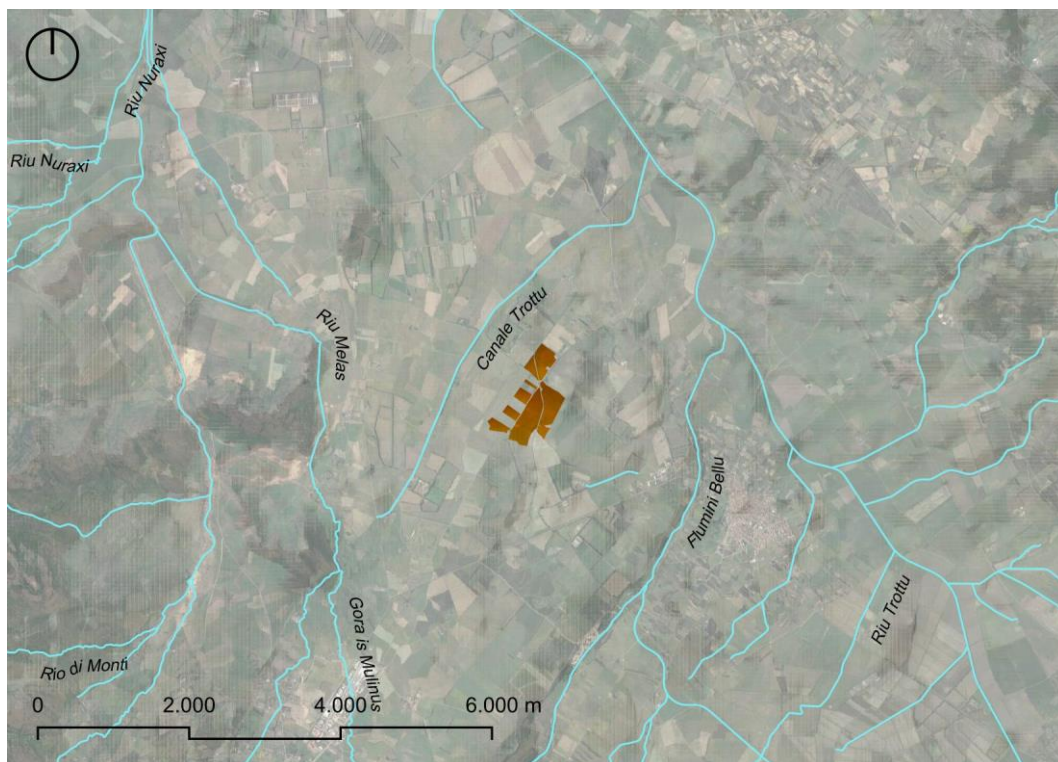 Riu Nuraxi
Riu Nuraxi
Riu Melas
Canale Trottu
Flumini Bellu
Riu Trottu
Gora is Mulinus
Rio di Monti
0 2.000 4.000 6.000 m